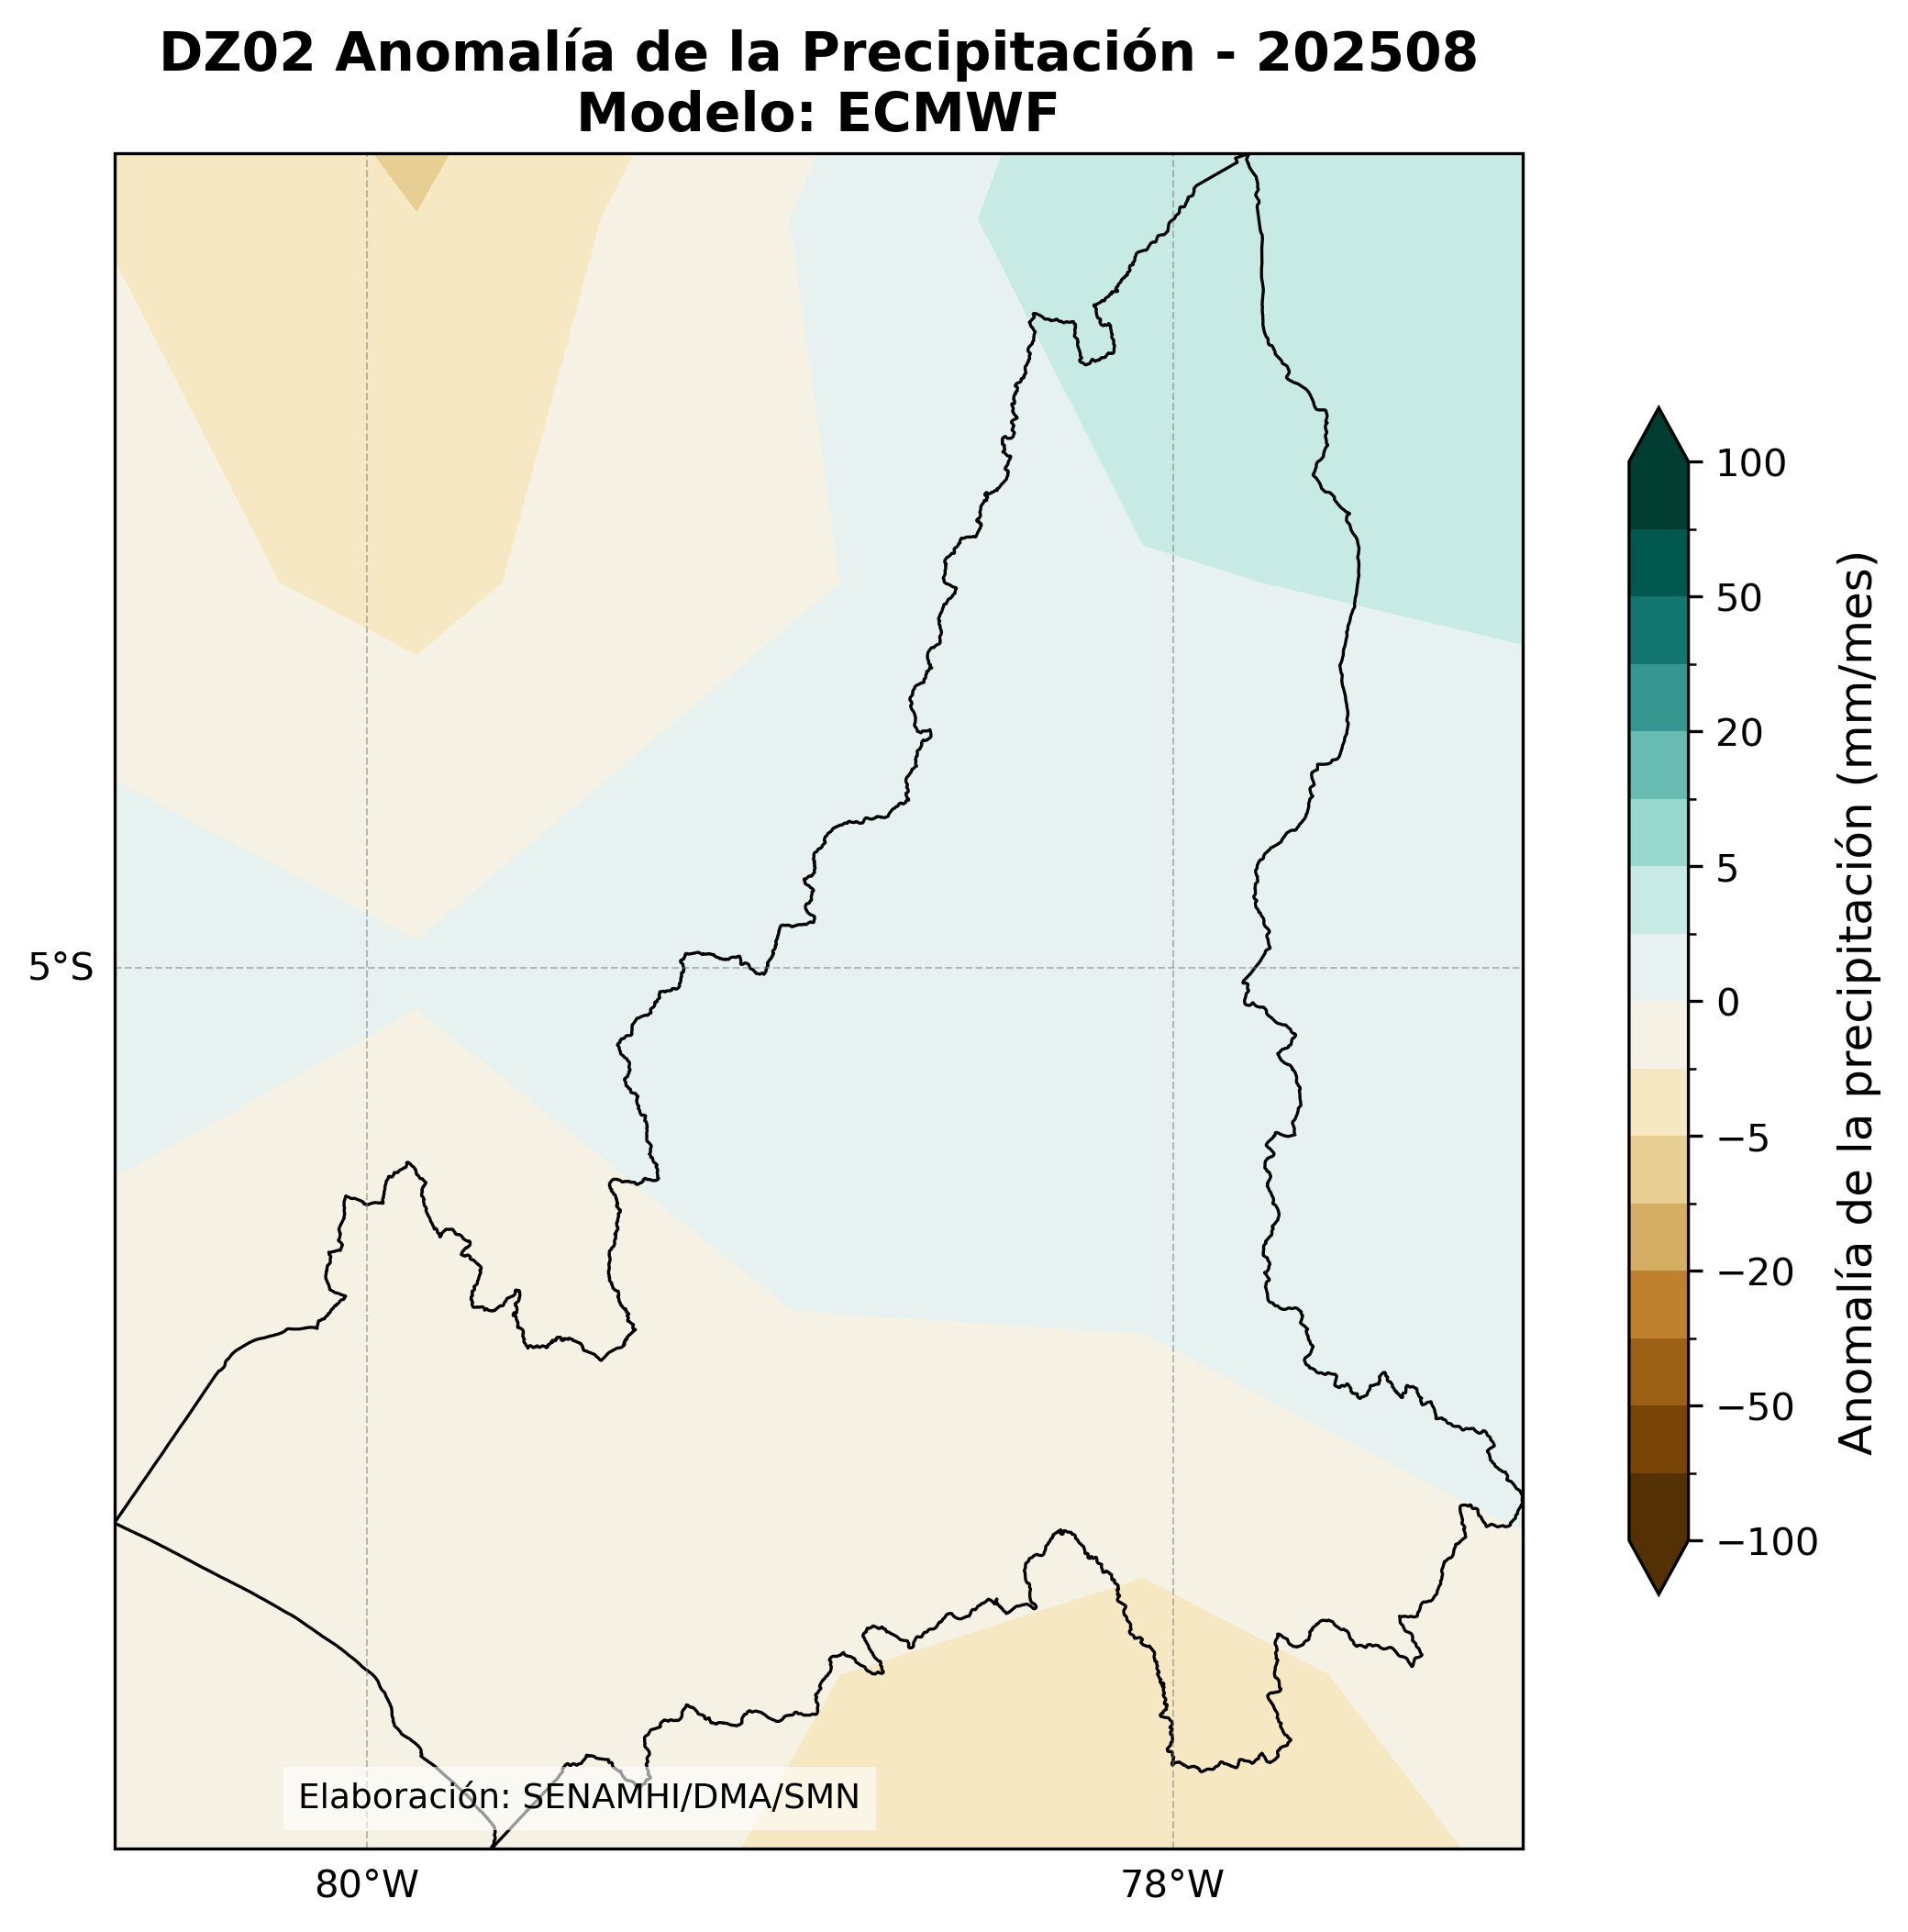 DZ02 Anomalía de la Precipitación - 202508
Modelo: ECMWF
5°S
80°W
78°W
Elaboración: SENAMHI/DMA/SMN
100
50
20
5
0
−5
−20
−50
−100
Anomalía de la precipitación (mm/mes)